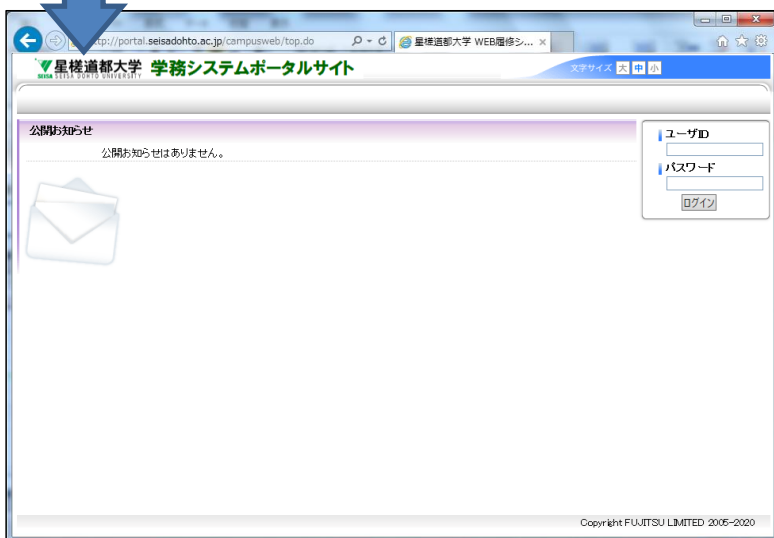 ttp://portal.seisadohto.ac.jp/campusweb/top.do
星槎道都大学 WEB履修シ... ×
SEISA 星槎道都大学 学務システムポータルサイト
SEISA DOHTO UNIVERSITY
文字サイズ 大 中 小
公開お知らせ
公開お知らせはありません。
ユーザID
パスワード
ログイン
Copyright FUJITSU LIMITED 2005-2020